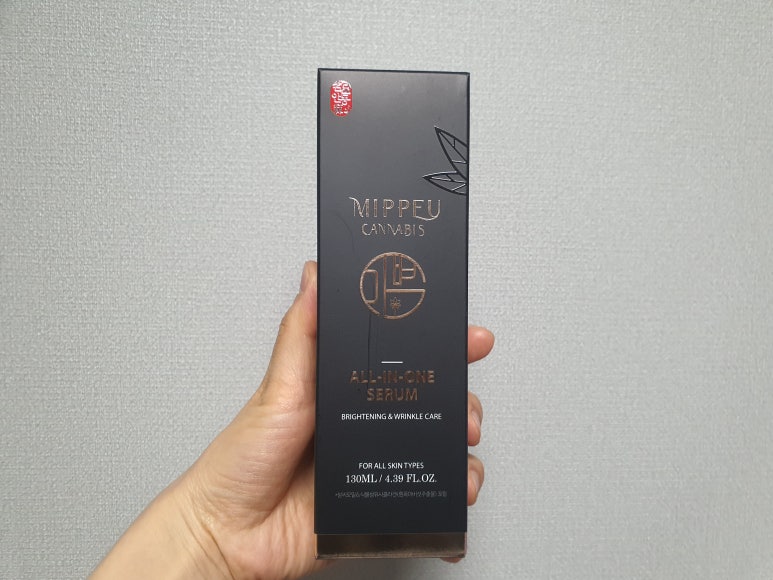 MIPPEU
CANNABIS
ALL-IN-ONE
SERUM
BRIGHTENING & WRINKLE CARE
FOR ALL SKIN TYPES
130ML / 4.39 FL.OZ.